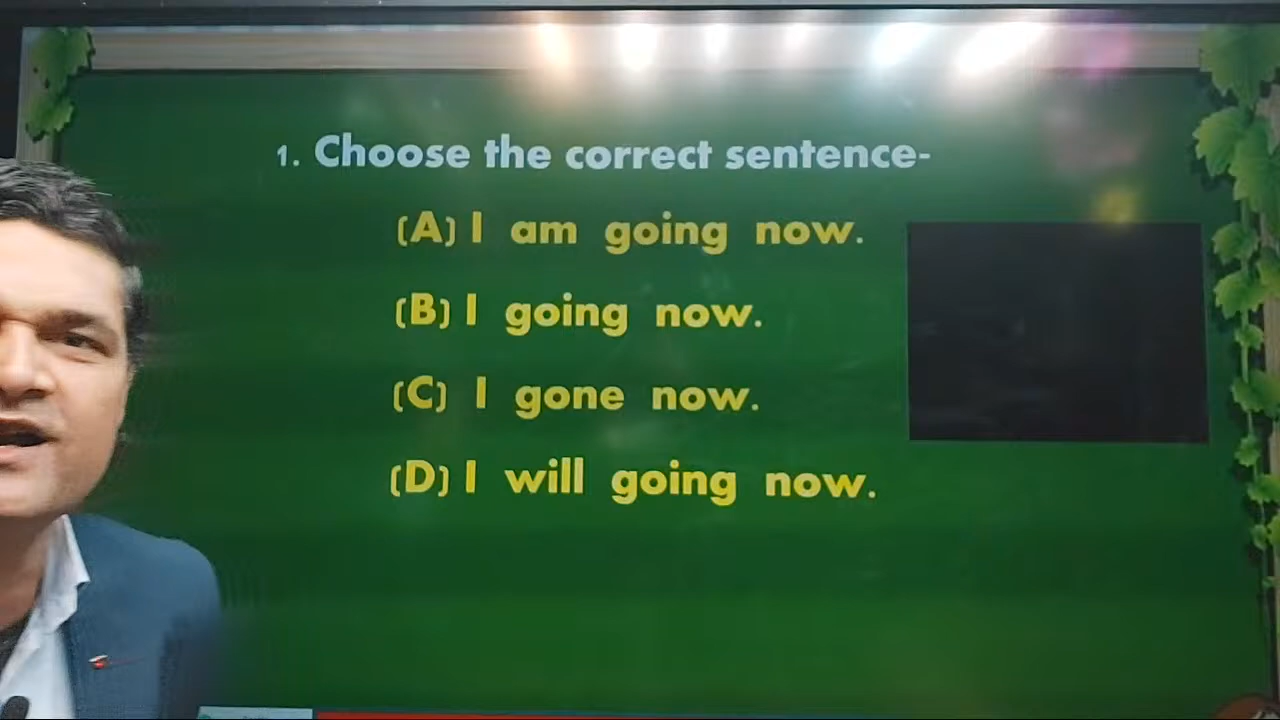 1. Choose the correct sentence-
(A) I am going now.
(B) I going now.
(C) I gone now.
(D) I will going now.